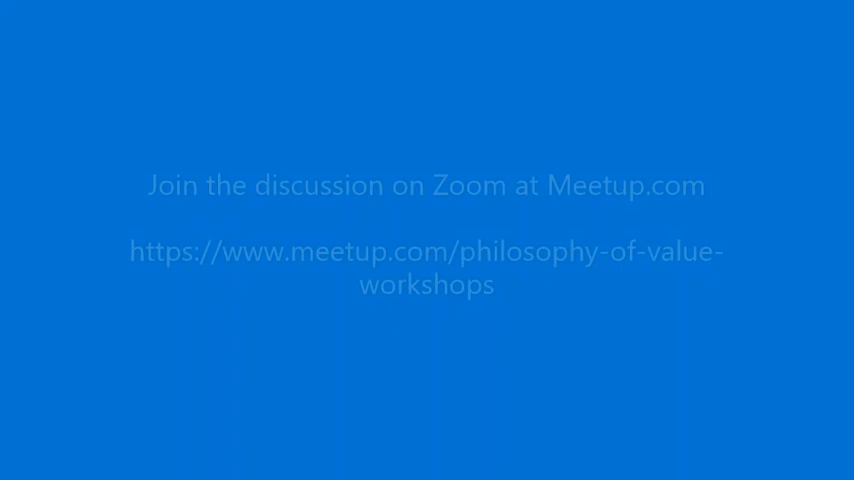 Join the discussion on Zoom at Meetup.com
https://www.meetup.com/philosophy-of-value-
workshops